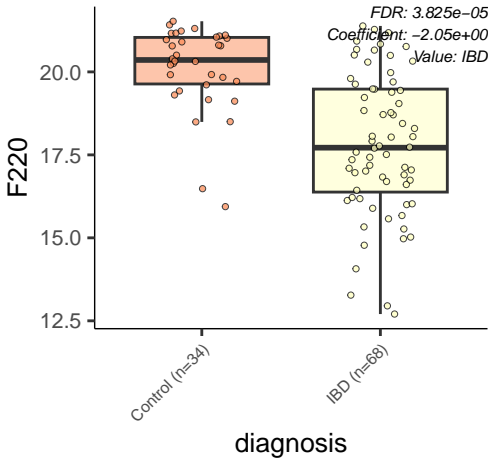 FDR: 3.825e−05
Coefficient: −2.05e+00
Value: IBD
20.0
17.5
15.0
12.5
F220
Control (n=34)
IBD (n=68)
diagnosis